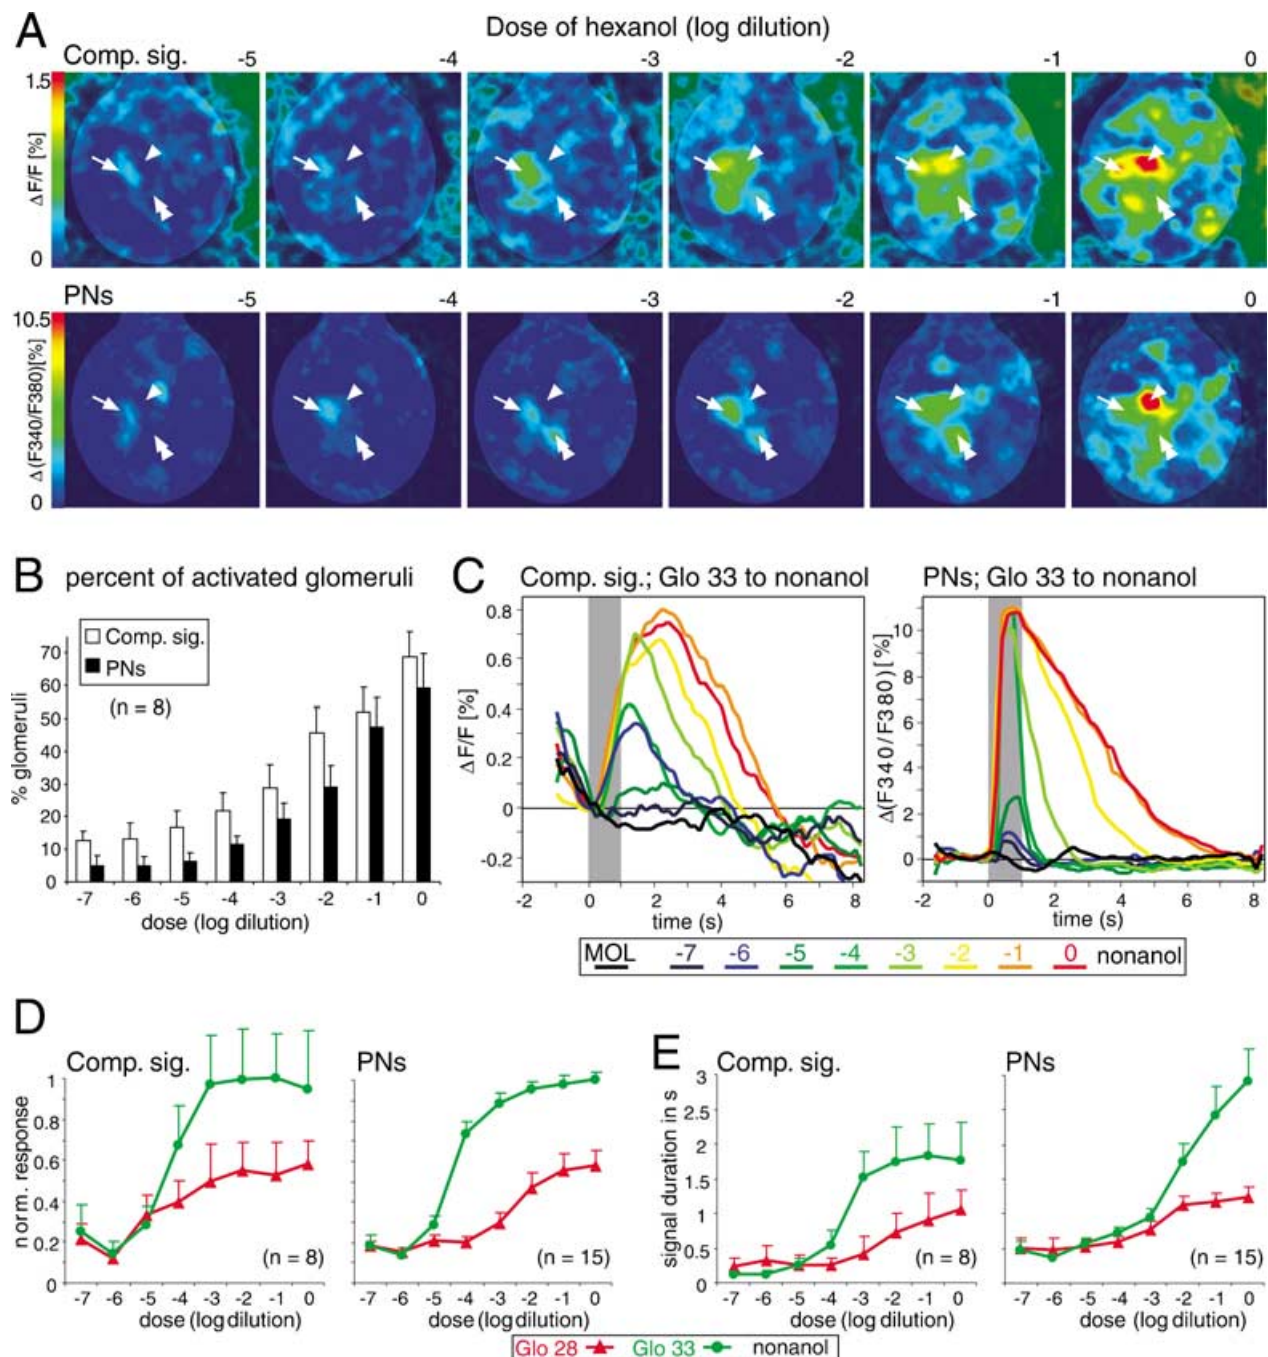 A
Dose of hexanol (log dilution)
Comp. sig.
-5
-4
-3
-2
-1
0
1.5
ΔF/F [%]
0
PNs
-5
-4
-3
-2
-1
0
10.5
Δ(F340/F380)[%]
0
B
percent of activated glomeruli
Comp. sig.
PNs
(n = 8)
% glomeruli
70
60
50
40
30
20
10
0
-7 -6 -5 -4 -3 -2 -1 0
dose (log dilution)
C
Comp. sig.; Glo 33 to nonanol
ΔF/F [%]
0.8
0.6
0.4
0.2
0
-0.2
-2 0 2 4 6 8
time (s)
PNs; Glo 33 to nonanol
Δ(F340/F380) [%]
10
8
6
4
2
0
-2 0 2 4 6 8
time (s)
MOL -7 -6 -5 -4 -3 -2 -1 0 nonanol
D
Comp. sig.
norm. response
1
0.8
0.6
0.4
0.2
0
(n = 8)
-7 -6 -5 -4 -3 -2 -1 0
dose (log dilution)
PNs
(n = 15)
-7 -6 -5 -4 -3 -2 -1 0
dose (log dilution)
E
Comp. sig.
signal duration in s
3
2.5
2
1.5
1
0.5
0
(n = 8)
-7 -6 -5 -4 -3 -2 -1 0
dose (log dilution)
PNs
(n = 15)
-7 -6 -5 -4 -3 -2 -1 0
dose (log dilution)
Glo 28 Glo 33 nonanol